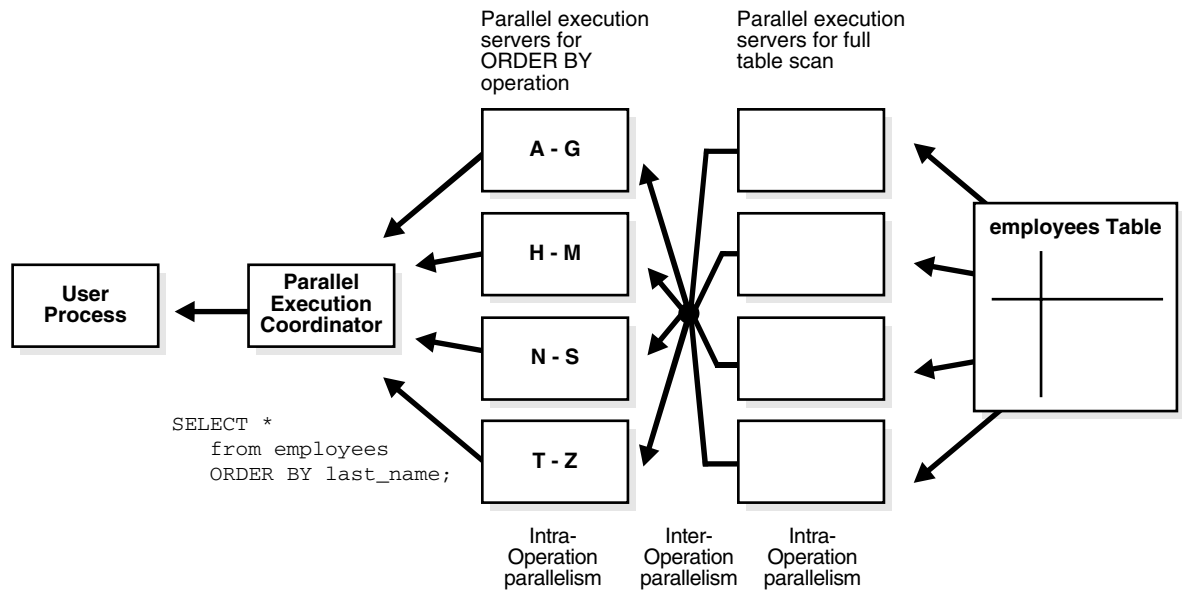 Parallel execution
servers for
ORDER BY
operation
Parallel execution
servers for full
table scan
A - G
H - M
N - S
T - Z
employees Table
User
Process
Parallel
Execution
Coordinator
SELECT *
from employees
ORDER BY last_name;
Intra-
Operation
parallelism
Inter-
Operation
parallelism
Intra-
Operation
parallelism